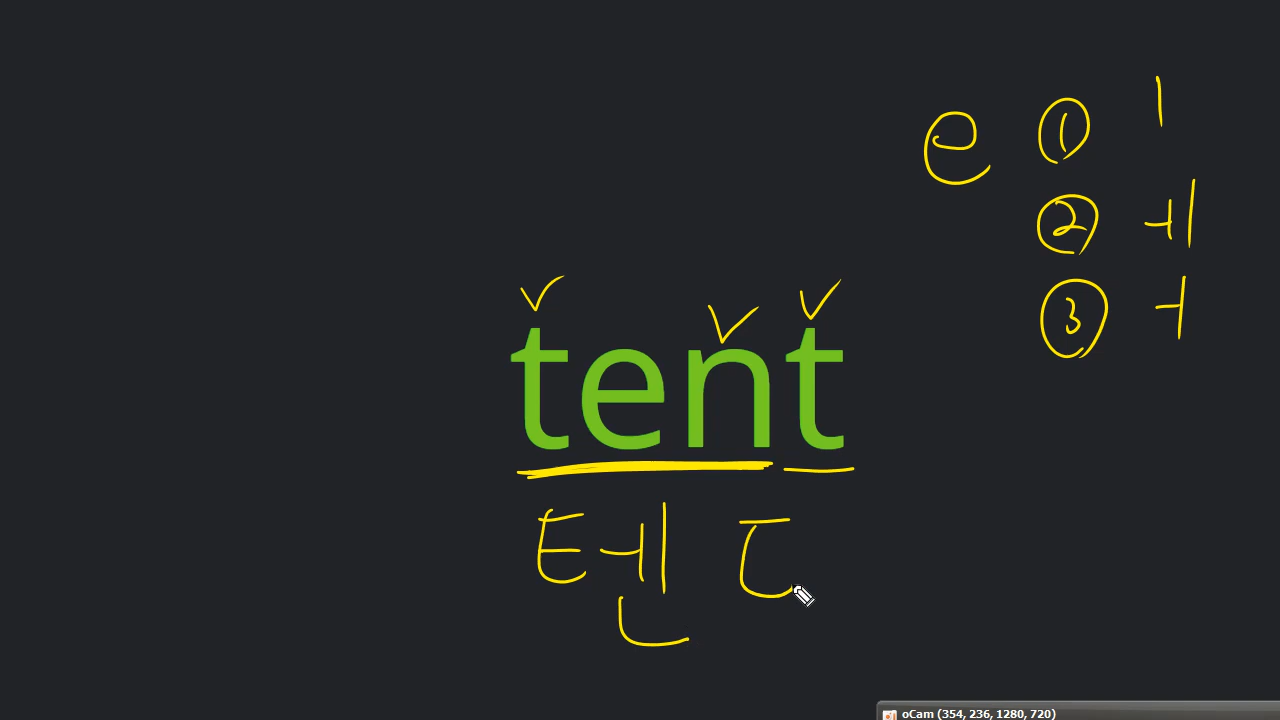 e ① ㅣ
② ㅔ
③ ㅓ
tent
텐 ㄷ
oCam (354, 236, 1280, 720)